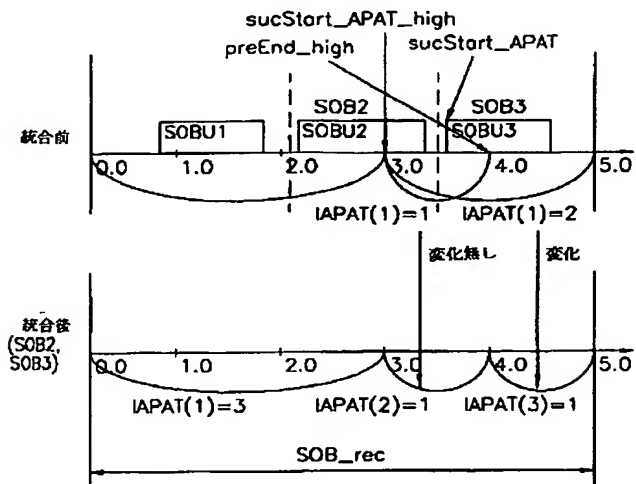 sucStart_APAT_high
preEnd_high
sucStart_APAT
SOB2
SOB3
統合前
SOBU1
SOBU2
SOBU3
0.0 1.0 2.0 3.0 4.0 5.0
IAPAT(1)=1 IAPAT(1)=2
変化無し 変化
統合後
(SOB2,
SOB3)
0.0 1.0 2.0 3.0 4.0 5.0
IAPAT(1)=3 IAPAT(2)=1 IAPAT(3)=1
SOB_rec